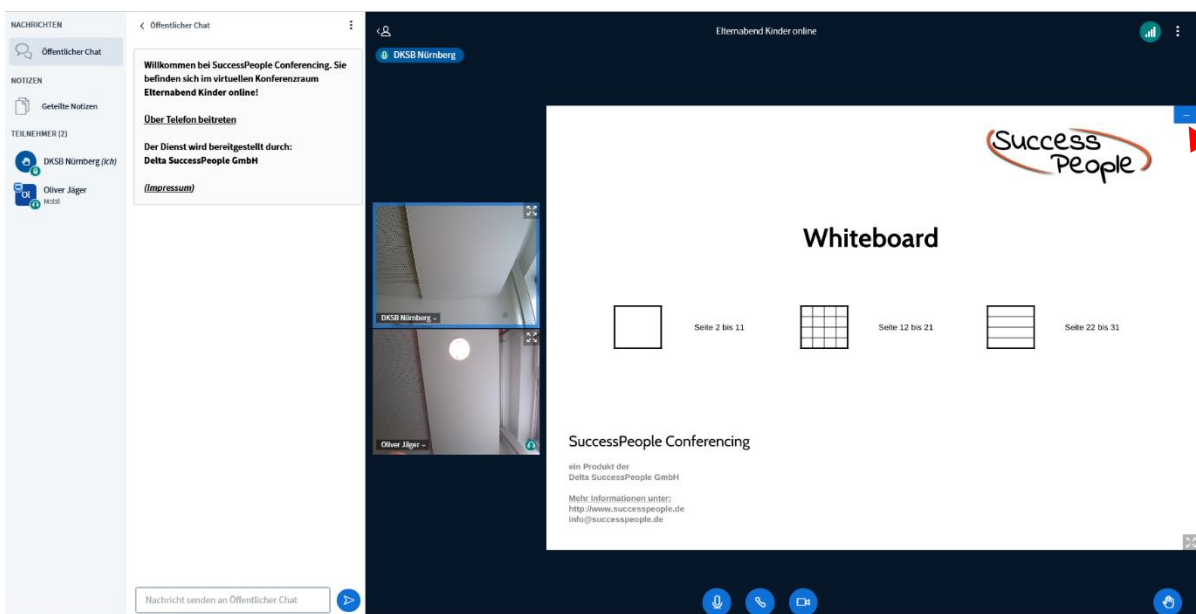 NACHRICHTEN
Öffentlicher Chat
NOTIZEN
Geteilte Notizen
TEILNEHMER (2)
DKSB Nürnberg (Ich)
Ol
Oliver Jäger
Mobil
Öffentlicher Chat
Willkommen bei SuccessPeople Conferencing. Sie
befinden sich im virtuellen Konferenzraum
Elternabend Kinder online!
Über Telefon beitreten
Der Dienst wird bereitgestellt durch:
Delta SuccessPeople GmbH
(Impressum)
Nachricht senden an Öffentlicher Chat
Elternabend Kinder online
DKSB Nürnberg
DKSB Nürnberg
Oliver Jäger
Success
People
Whiteboard
Seite 2 bis 11
Seite 12 bis 21
Seite 22 bis 31
SuccessPeople Conferencing
ein Produkt der
Delta SuccessPeople GmbH
Mehr Informationen unter:
http://www.successpeople.de
info@successpeople.de